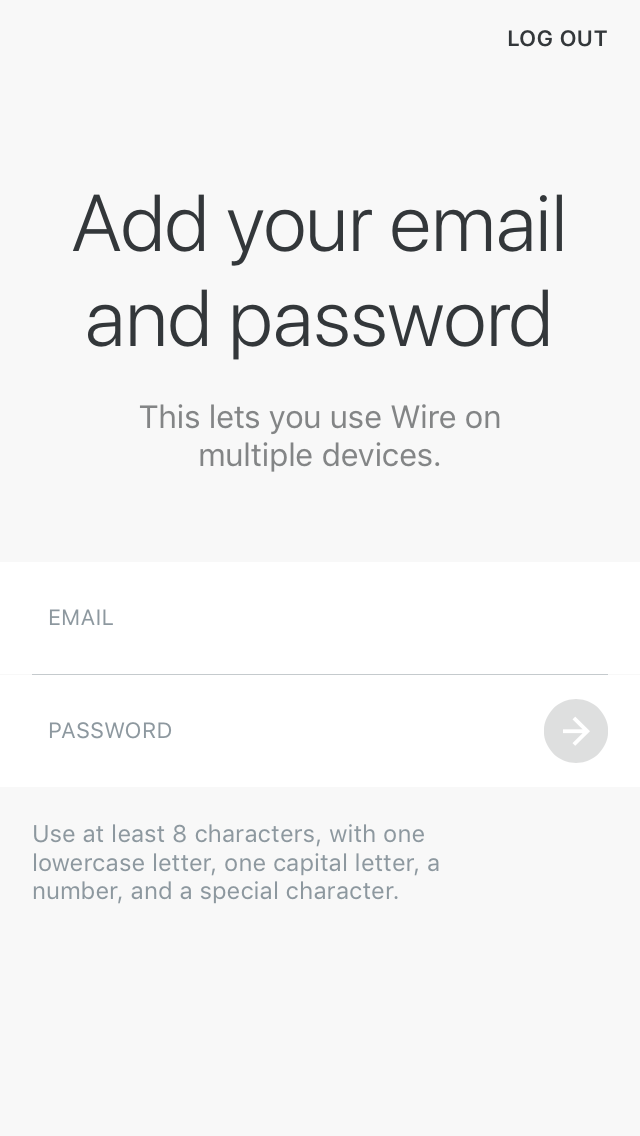 LOG OUT
Add your email
and password
This lets you use Wire on
multiple devices.
EMAIL
PASSWORD
Use at least 8 characters, with one
lowercase letter, one capital letter, a
number, and a special character.